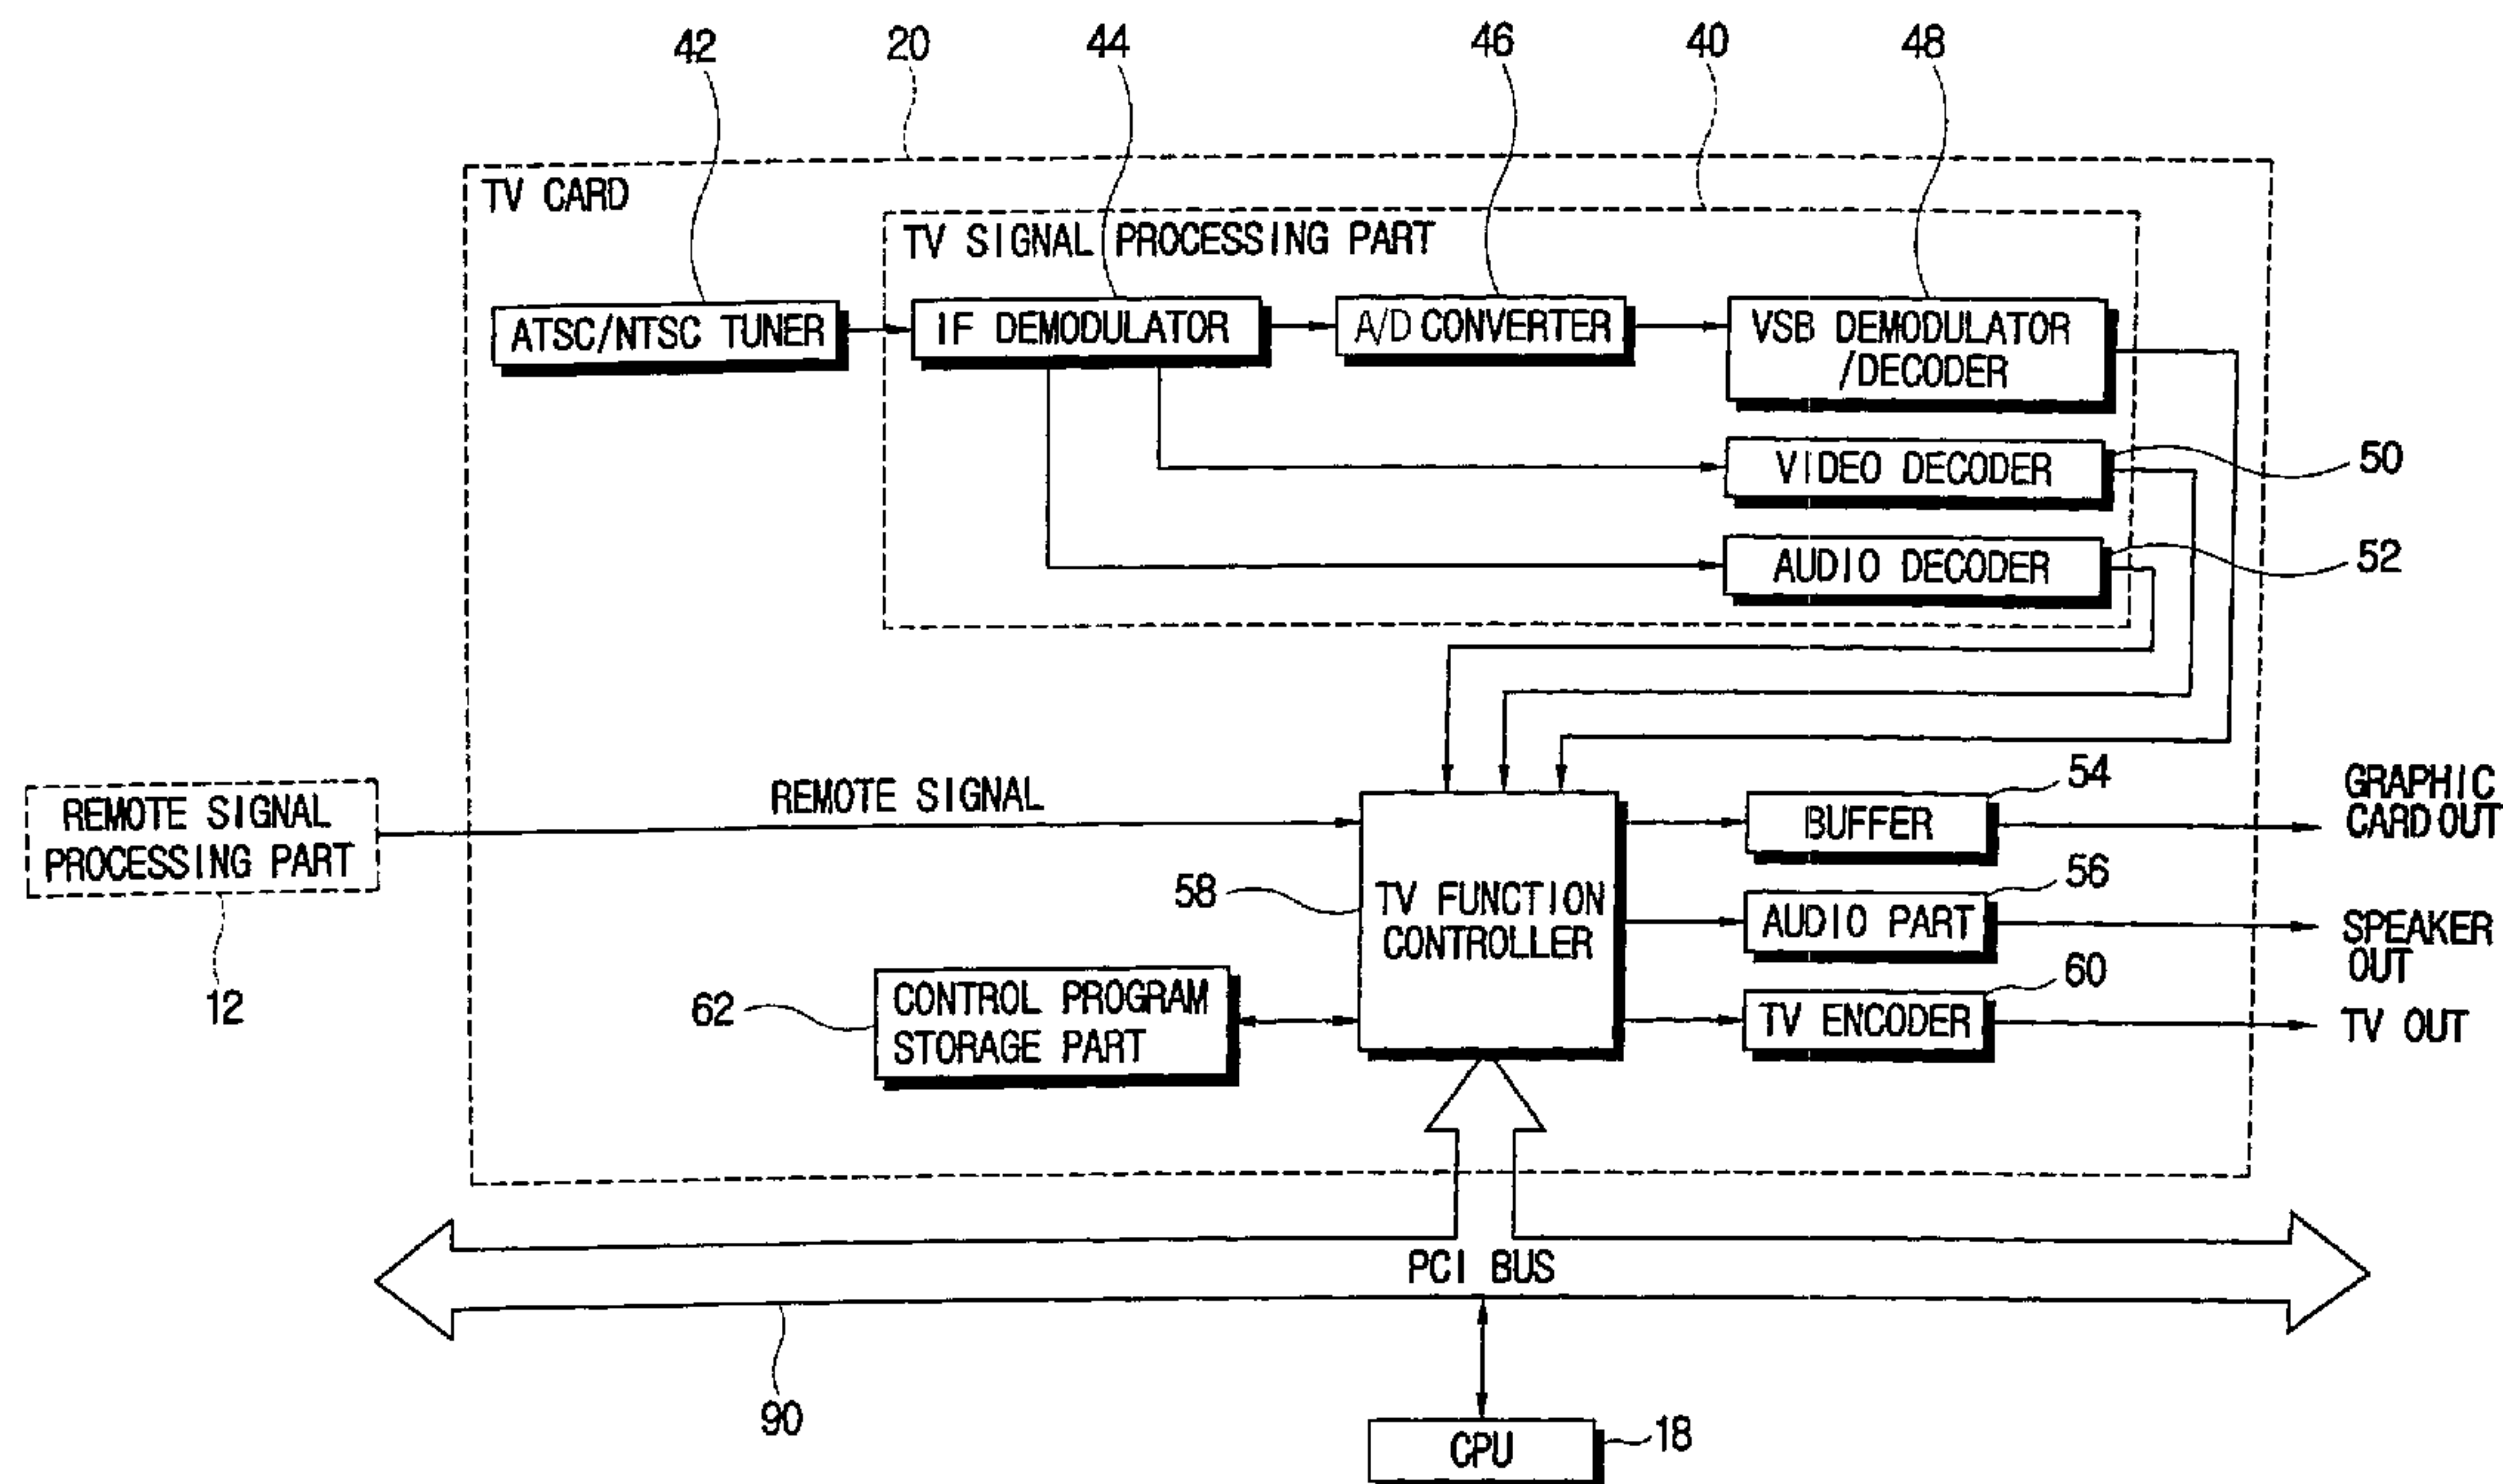 42
20
44
46
40
48
TV CARD
TV SIGNAL PROCESSING PART
ATSC/NTSC TUNER
IF DEMODULATOR
A/D CONVERTER
VSB DEMODULATOR
/DECODER
VIDEO DECODER
50
AUDIO DECODER
52
REMOTE SIGNAL
PROCESSING PART
12
REMOTE SIGNAL
58
TV FUNCTION
CONTROLLER
62
CONTROL PROGRAM
STORAGE PART
BUFFER
54
GRAPHIC
CARD OUT
AUDIO PART
56
SPEAKER
OUT
TV ENCODER
60
TV OUT
PCI BUS
90
CPU
18